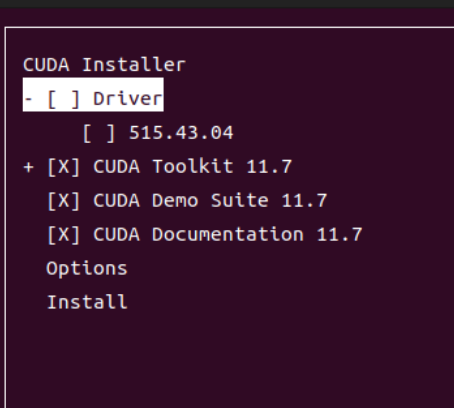 CUDA Installer
- [ ] Driver
[ ] 515.43.04
+ [X] CUDA Toolkit 11.7
[X] CUDA Demo Suite 11.7
[X] CUDA Documentation 11.7
Options
Install